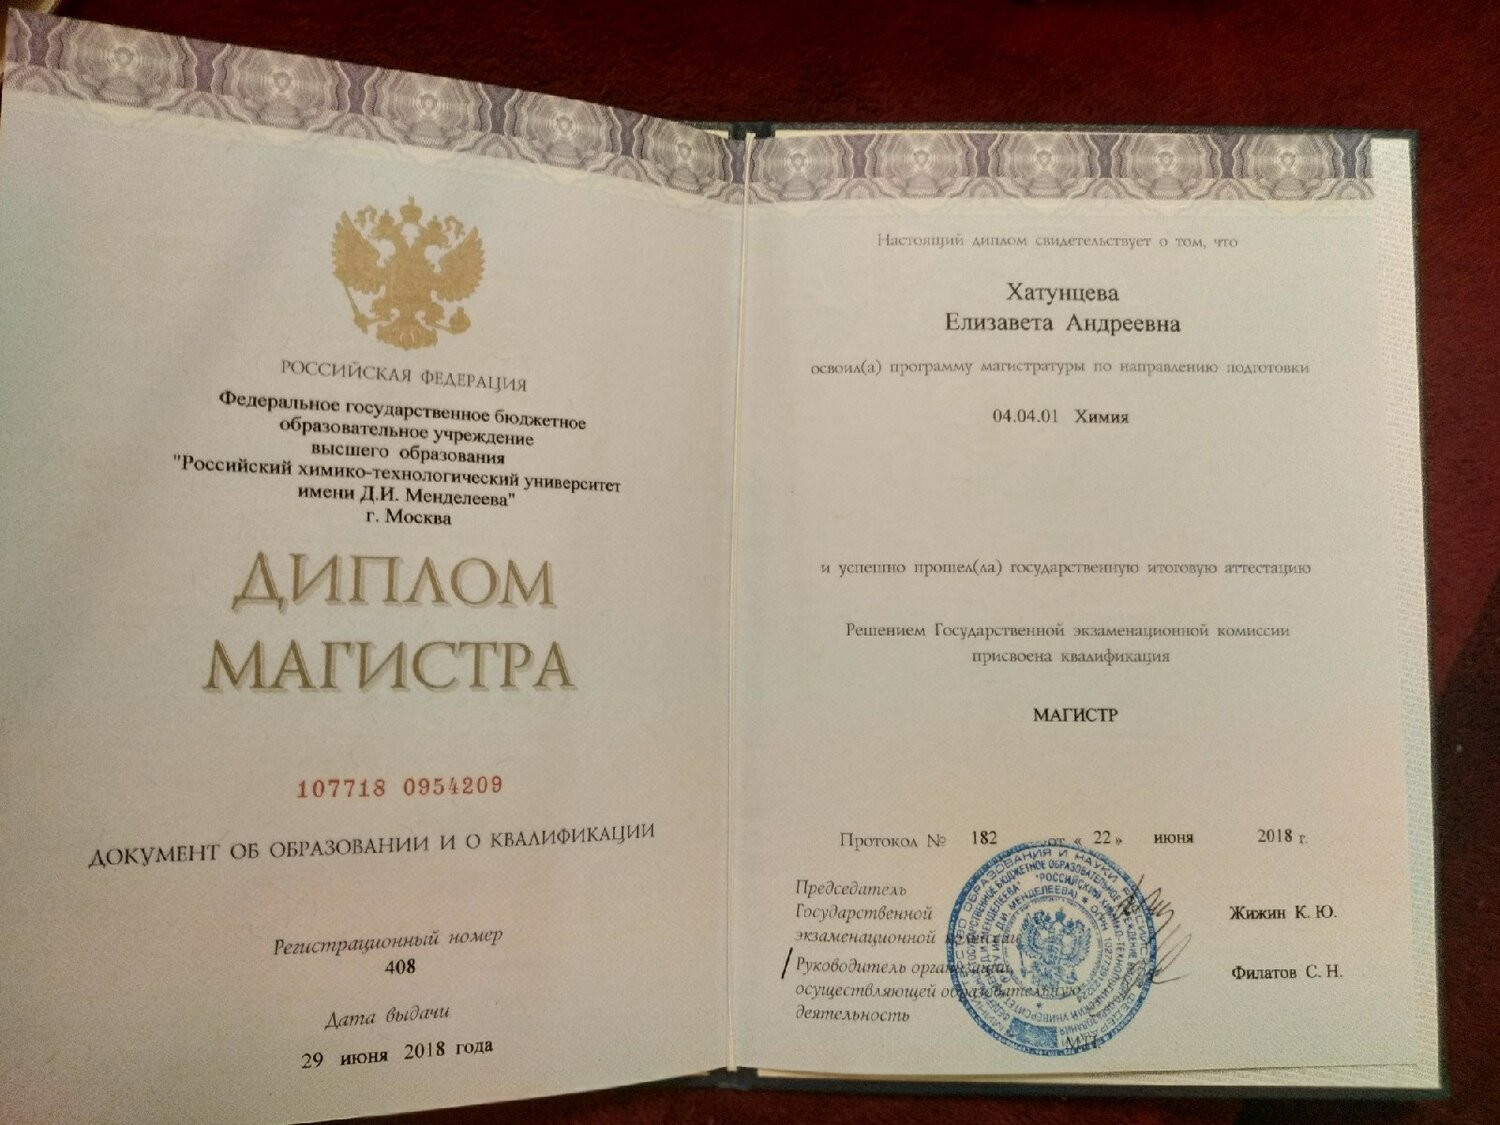 РОССИЙСКАЯ ФЕДЕРАЦИЯ
Федеральное государственное бюджетное
образовательное учреждение
высшего образования
"Российский химико-технологический университет
имени Д.И. Менделеева"
г. Москва
ДИПЛОМ
МАГИСТРА
107718 0954209
ДОКУМЕНТ ОБ ОБРАЗОВАНИИ И О КВАЛИФИКАЦИИ
Регистрационный номер
408
Дата выдачи
29 июня 2018 года
Настоящий диплом свидетельствует о том, что
Хатунцева
Елизавета Андреевна
освоил(а) программу магистратуры по направлению подготовки
04.04.01 Химия
и успешно прошел(ла) государственную итоговую аттестацию
Решением Государственной экзаменационной комиссии
присвоена квалификация
МАГИСТР
Протокол № 182 от « 22 » июня 2018 г.
Председатель
Государственной
экзаменационной комиссии
Жижин К. Ю.
Руководитель организации,
осуществляющей образовательную
деятельность
Филатов С. Н.